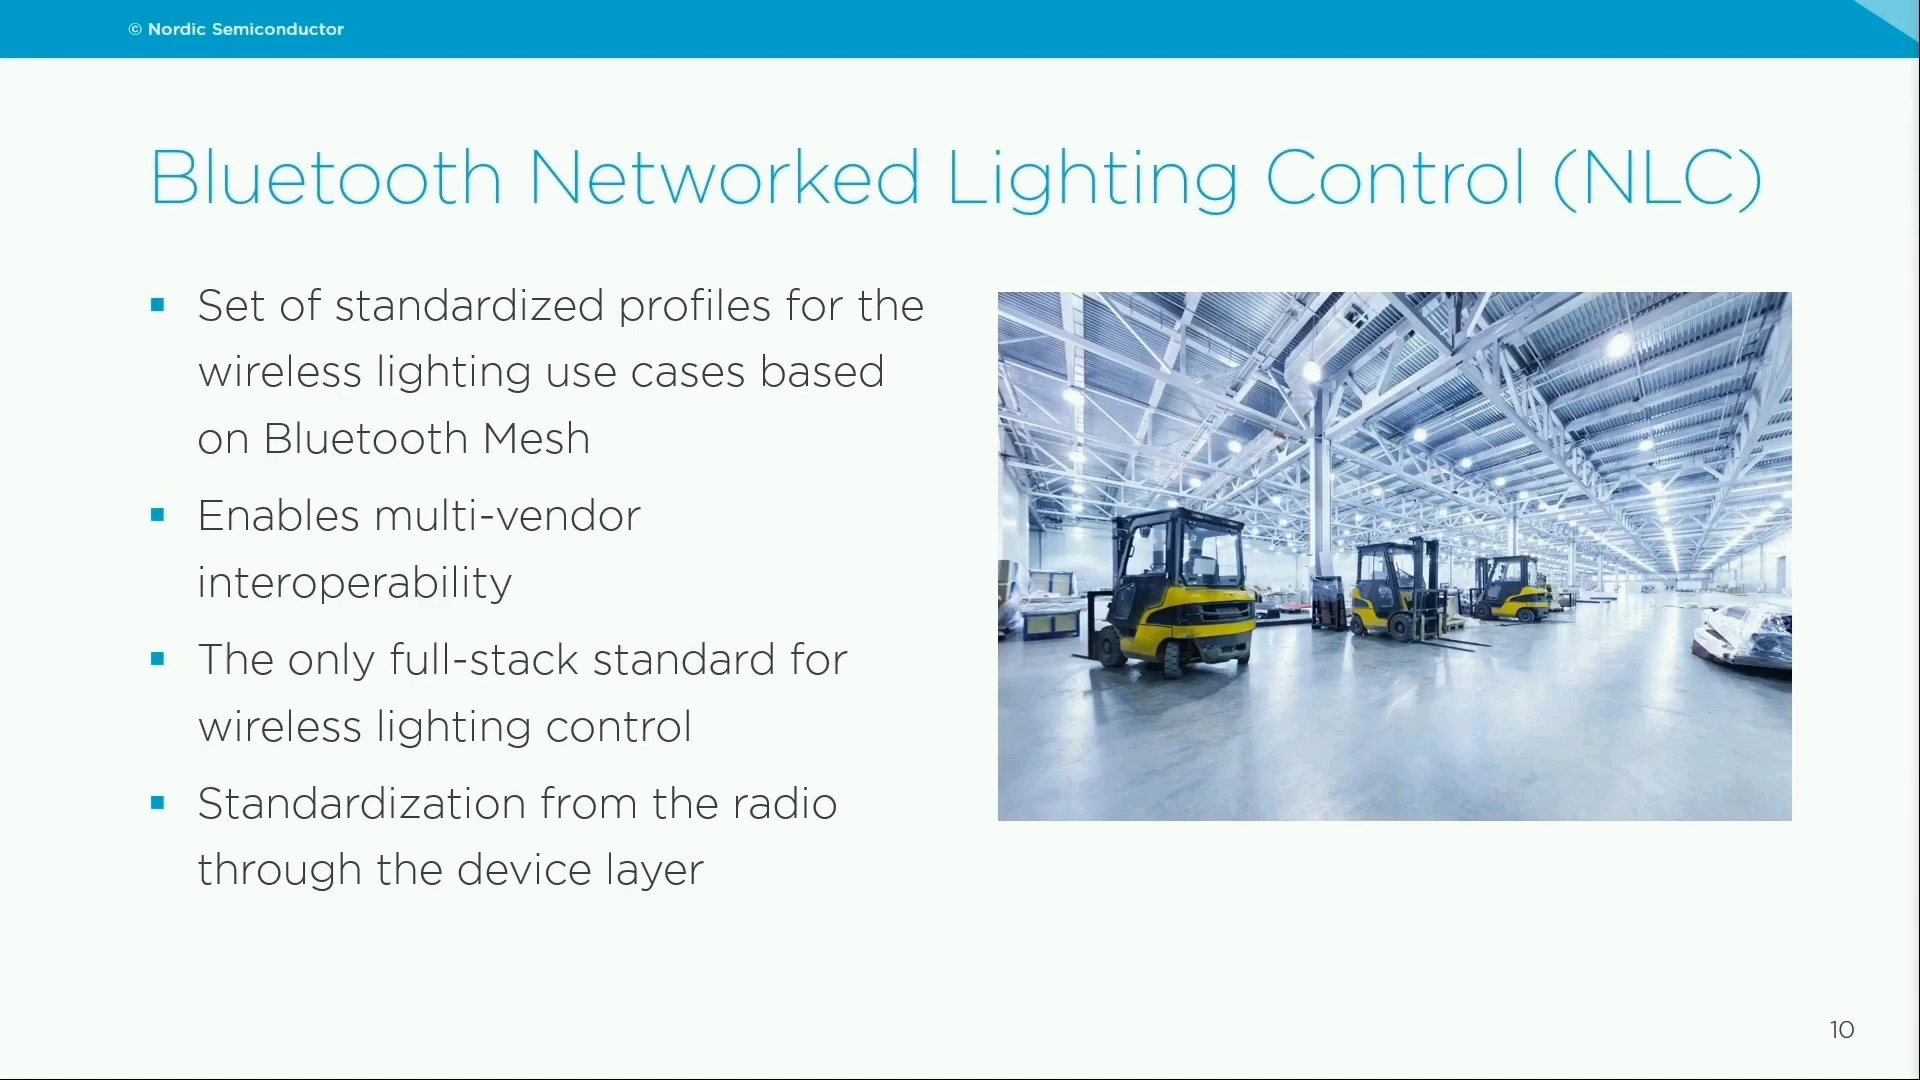 © Nordic Semiconductor
Bluetooth Networked Lighting Control (NLC)
Set of standardized profiles for the
wireless lighting use cases based
on Bluetooth Mesh
Enables multi-vendor
interoperability
The only full-stack standard for
wireless lighting control
Standardization from the radio
through the device layer
10